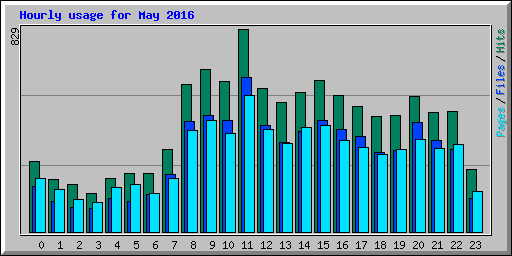 Hourly usage for May 2016
829
Pages/Files/Hits
0 1 2 3 4 5 6 7 8 9 10 11 12 13 14 15 16 17 18 19 20 21 22 23